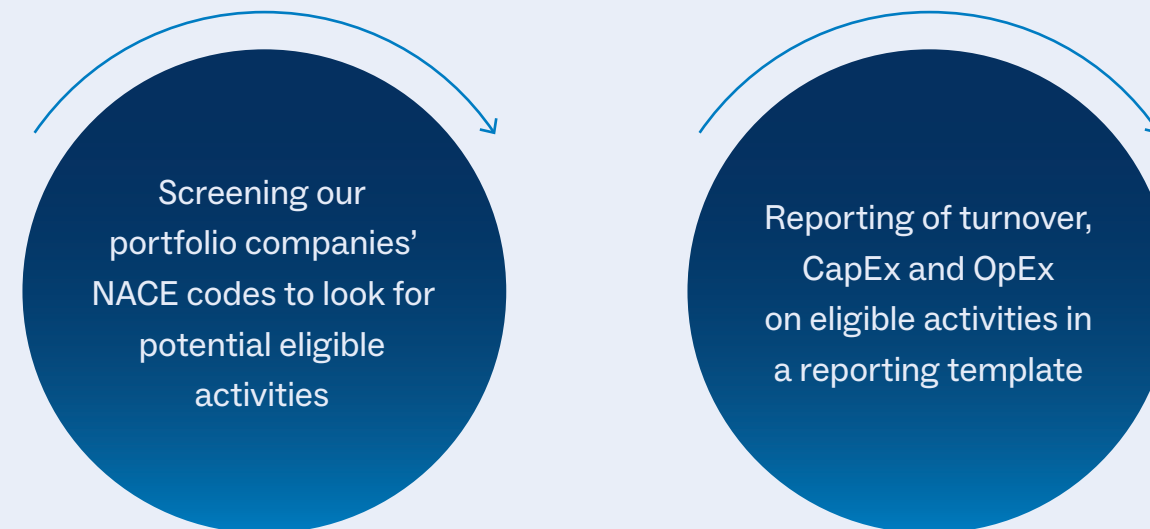 Screening our
portfolio companies’
NACE codes to look for
potential eligible
activities
Reporting of turnover,
CapEx and OpEx
on eligible activities in
a reporting template